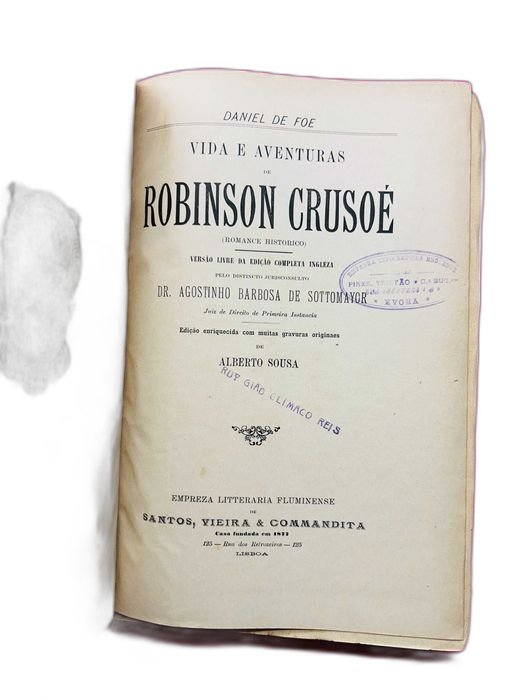 DANIEL DE FOE
VIDA E AVENTURAS
DE
ROBINSON CRUSOÉ
(ROMANCE HISTORICO)
VERSÃO LIVRE DA EDIÇÃO COMPLETA INGLEZA
PELO DISTINCTO JURISCONSULTO
DR. AGOSTINHO BARBOSA DE SOTTOMAYOR
Juiz de Direito de Primeira Instancia
Edição enriquecida com muitas gravuras originaes
DE
ALBERTO SOUSA
EVORA
RUY GIÃO CLIMACO REIS
EMPREZA LITTERARIA FLUMINENSE
DE
SANTOS, VIEIRA & COMMANDITA
Casa fundada em 1877
125 — Rua dos Retrozeiros — 125
LISBOA